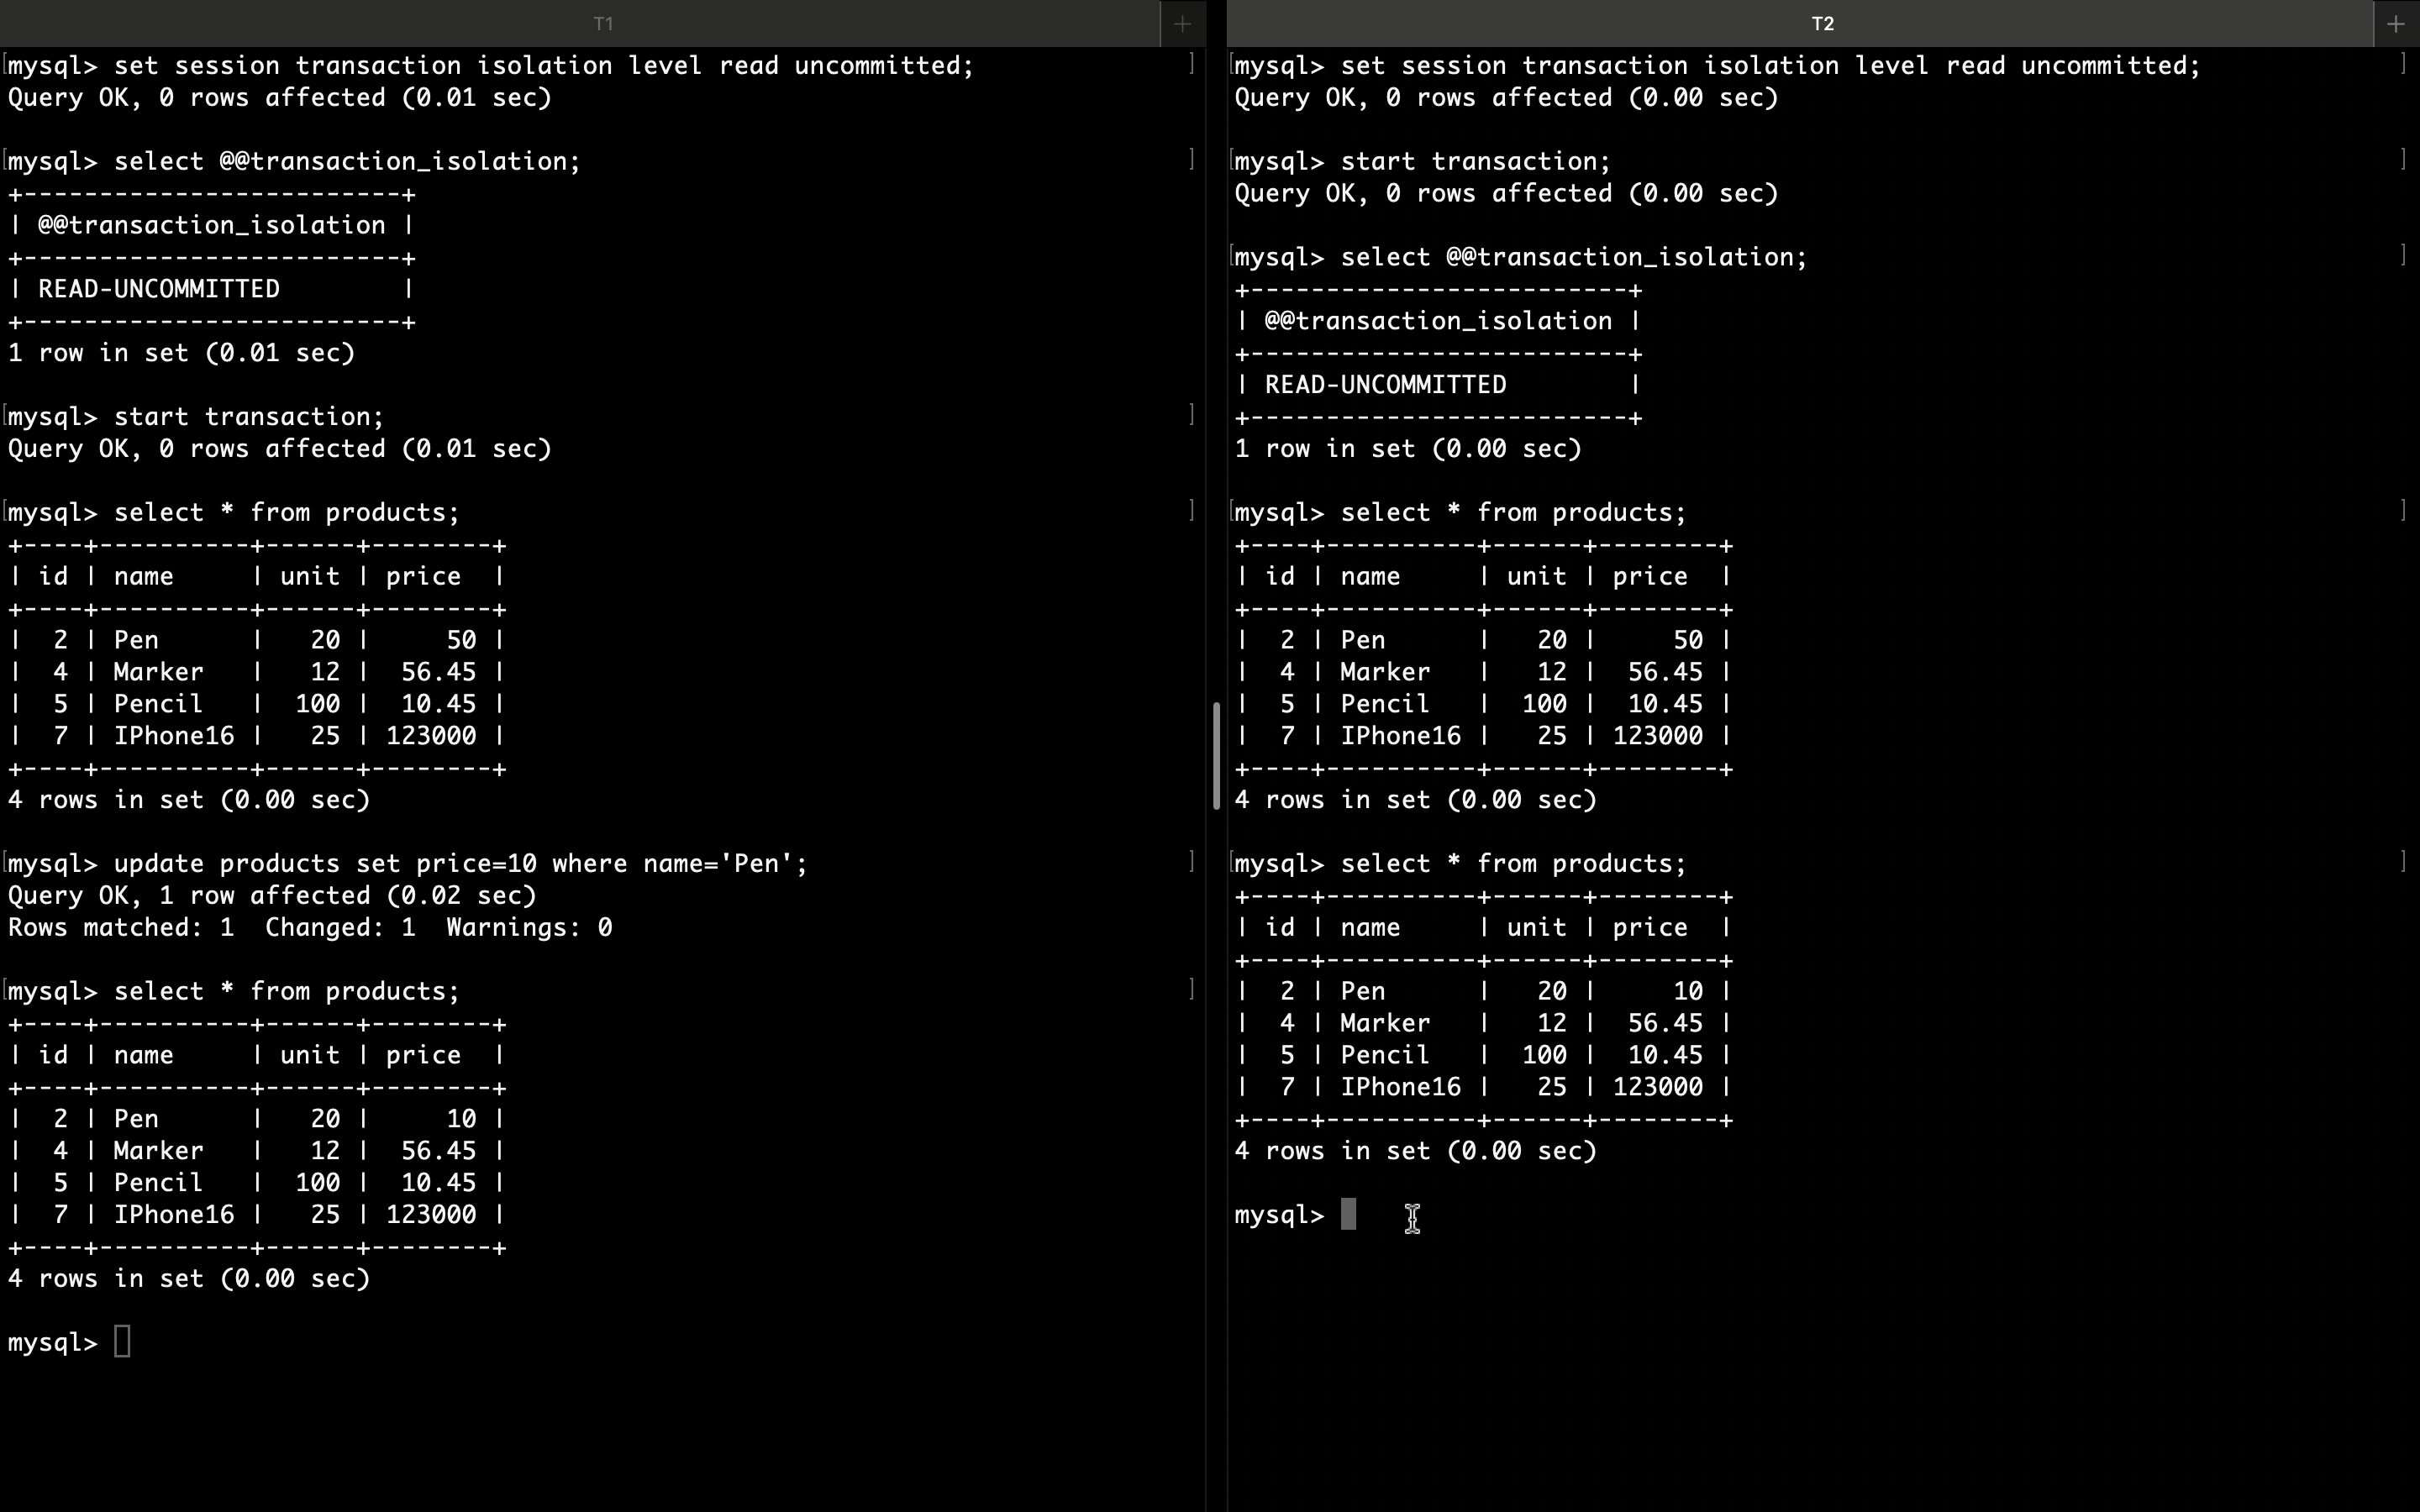 T1
+
mysql> set session transaction isolation level read uncommitted;
Query OK, 0 rows affected (0.01 sec)
mysql> select @@transaction_isolation;
+-------------------------+
| @@transaction_isolation |
+-------------------------+
| READ-UNCOMMITTED        |
+-------------------------+
1 row in set (0.01 sec)
mysql> start transaction;
Query OK, 0 rows affected (0.01 sec)
mysql> select * from products;
+----+----------+------+--------+
| id | name     | unit | price  |
+----+----------+------+--------+
|  2 | Pen      |   20 |     50 |
|  4 | Marker   |   12 |  56.45 |
|  5 | Pencil   |  100 |  10.45 |
|  7 | IPhone16 |   25 | 123000 |
+----+----------+------+--------+
4 rows in set (0.00 sec)
mysql> update products set price=10 where name='Pen';
Query OK, 1 row affected (0.02 sec)
Rows matched: 1  Changed: 1  Warnings: 0
mysql> select * from products;
+----+----------+------+--------+
| id | name     | unit | price  |
+----+----------+------+--------+
|  2 | Pen      |   20 |     10 |
|  4 | Marker   |   12 |  56.45 |
|  5 | Pencil   |  100 |  10.45 |
|  7 | IPhone16 |   25 | 123000 |
+----+----------+------+--------+
4 rows in set (0.00 sec)
mysql>
T2
+
mysql> set session transaction isolation level read uncommitted;
Query OK, 0 rows affected (0.00 sec)
mysql> start transaction;
Query OK, 0 rows affected (0.00 sec)
mysql> select @@transaction_isolation;
+-------------------------+
| @@transaction_isolation |
+-------------------------+
| READ-UNCOMMITTED        |
+-------------------------+
1 row in set (0.00 sec)
mysql> select * from products;
+----+----------+------+--------+
| id | name     | unit | price  |
+----+----------+------+--------+
|  2 | Pen      |   20 |     50 |
|  4 | Marker   |   12 |  56.45 |
|  5 | Pencil   |  100 |  10.45 |
|  7 | IPhone16 |   25 | 123000 |
+----+----------+------+--------+
4 rows in set (0.00 sec)
mysql> select * from products;
+----+----------+------+--------+
| id | name     | unit | price  |
+----+----------+------+--------+
|  2 | Pen      |   20 |     10 |
|  4 | Marker   |   12 |  56.45 |
|  5 | Pencil   |  100 |  10.45 |
|  7 | IPhone16 |   25 | 123000 |
+----+----------+------+--------+
4 rows in set (0.00 sec)
mysql>